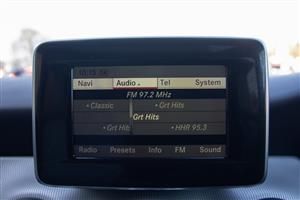 Navi Audio Tel System
FM 97.2 MHz
• Classic • Grt Hits
Grt Hits
• Grt Hits • HHR 95.3
Radio Presets Info FM Sound